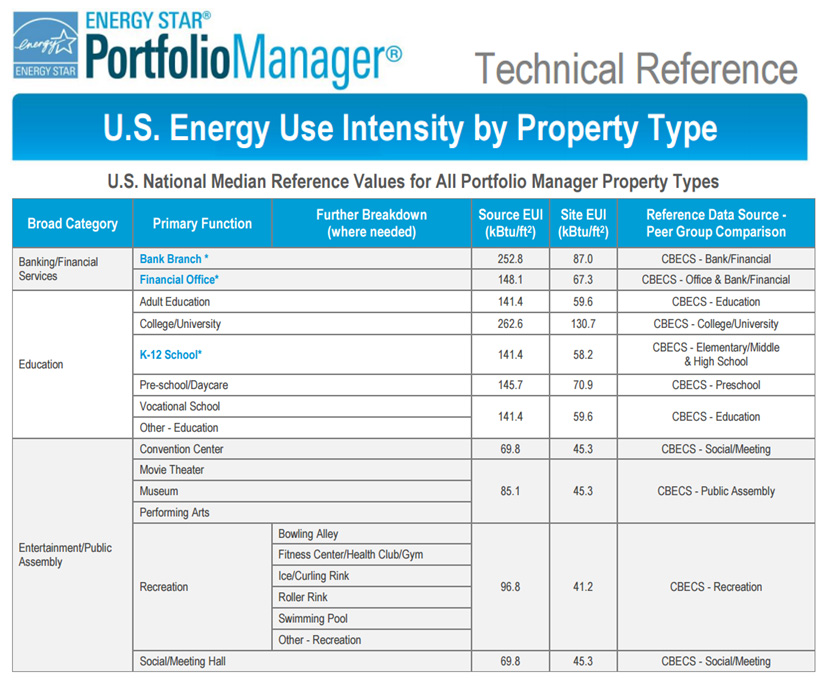 ENERGY STAR®
energy
ENERGY STAR
PortfolioManager®
Technical Reference
U.S. Energy Use Intensity by Property Type
U.S. National Median Reference Values for All Portfolio Manager Property Types
Broad Category
Primary Function
Further Breakdown
(where needed)
Source EUI
(kBtu/ft²)
Site EUI
(kBtu/ft²)
Reference Data Source -
Peer Group Comparison
Banking/Financial
Services
Bank Branch *
252.8
87.0
CBECS - Bank/Financial
Financial Office*
148.1
67.3
CBECS - Office & Bank/Financial
Education
Adult Education
141.4
59.6
CBECS - Education
College/University
262.6
130.7
CBECS - College/University
K-12 School*
141.4
58.2
CBECS - Elementary/Middle
& High School
Pre-school/Daycare
145.7
70.9
CBECS - Preschool
Vocational School
Other - Education
141.4
59.6
CBECS - Education
Entertainment/Public
Assembly
Convention Center
69.8
45.3
CBECS - Social/Meeting
Movie Theater
Museum
Performing Arts
85.1
45.3
CBECS - Public Assembly
Recreation
Bowling Alley
Fitness Center/Health Club/Gym
Ice/Curling Rink
Roller Rink
Swimming Pool
Other - Recreation
96.8
41.2
CBECS - Recreation
Social/Meeting Hall
69.8
45.3
CBECS - Social/Meeting